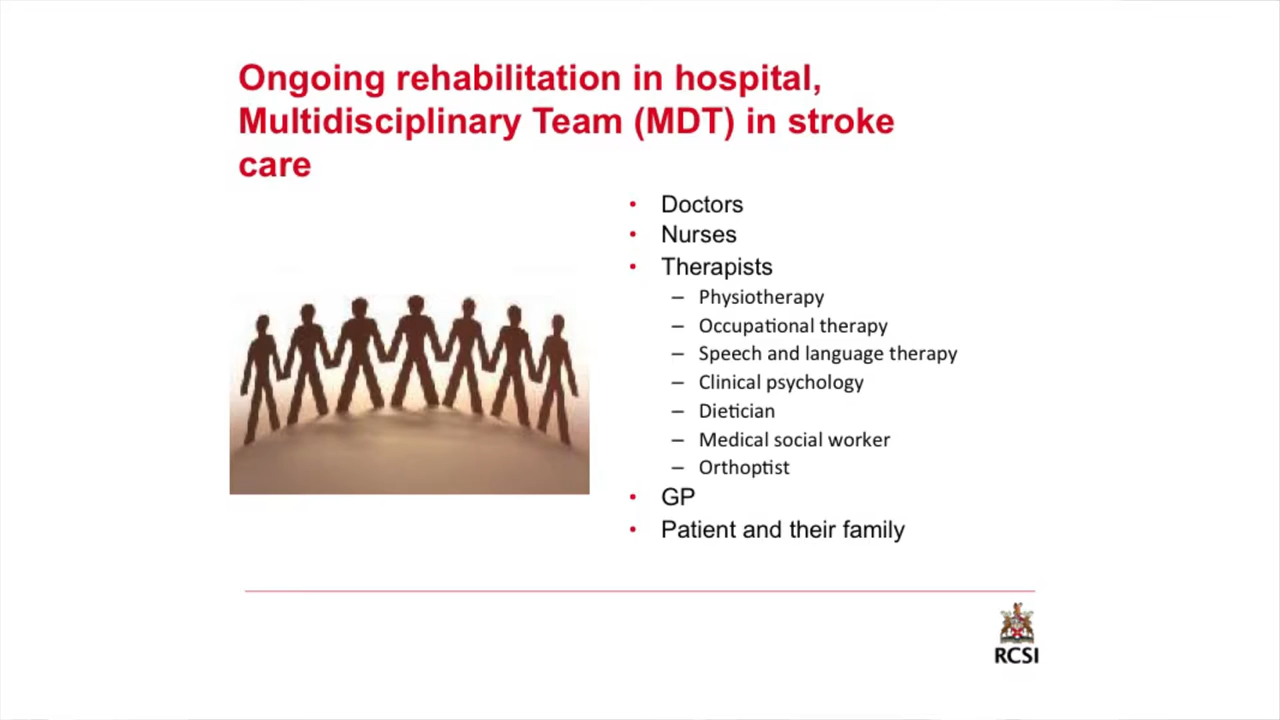 Ongoing rehabilitation in hospital,
Multidisciplinary Team (MDT) in stroke
care
• Doctors
• Nurses
• Therapists
– Physiotherapy
– Occupational therapy
– Speech and language therapy
– Clinical psychology
– Dietician
– Medical social worker
– Orthoptist
• GP
• Patient and their family
RCSI